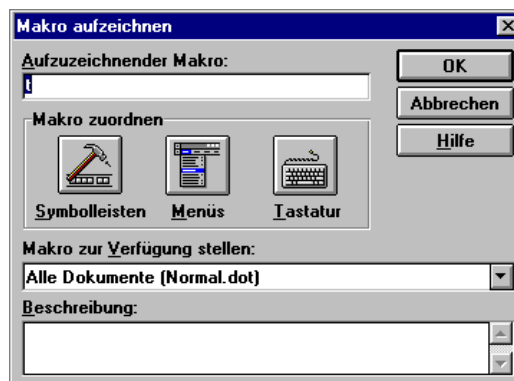 Makro aufzeichnen
Aufzuzeichnender Makro:
t
OK
Abbrechen
Hilfe
Makro zuordnen
Symbolleisten Menüs Tastatur
Makro zur Verfügung stellen:
Alle Dokumente (Normal.dot)
Beschreibung: